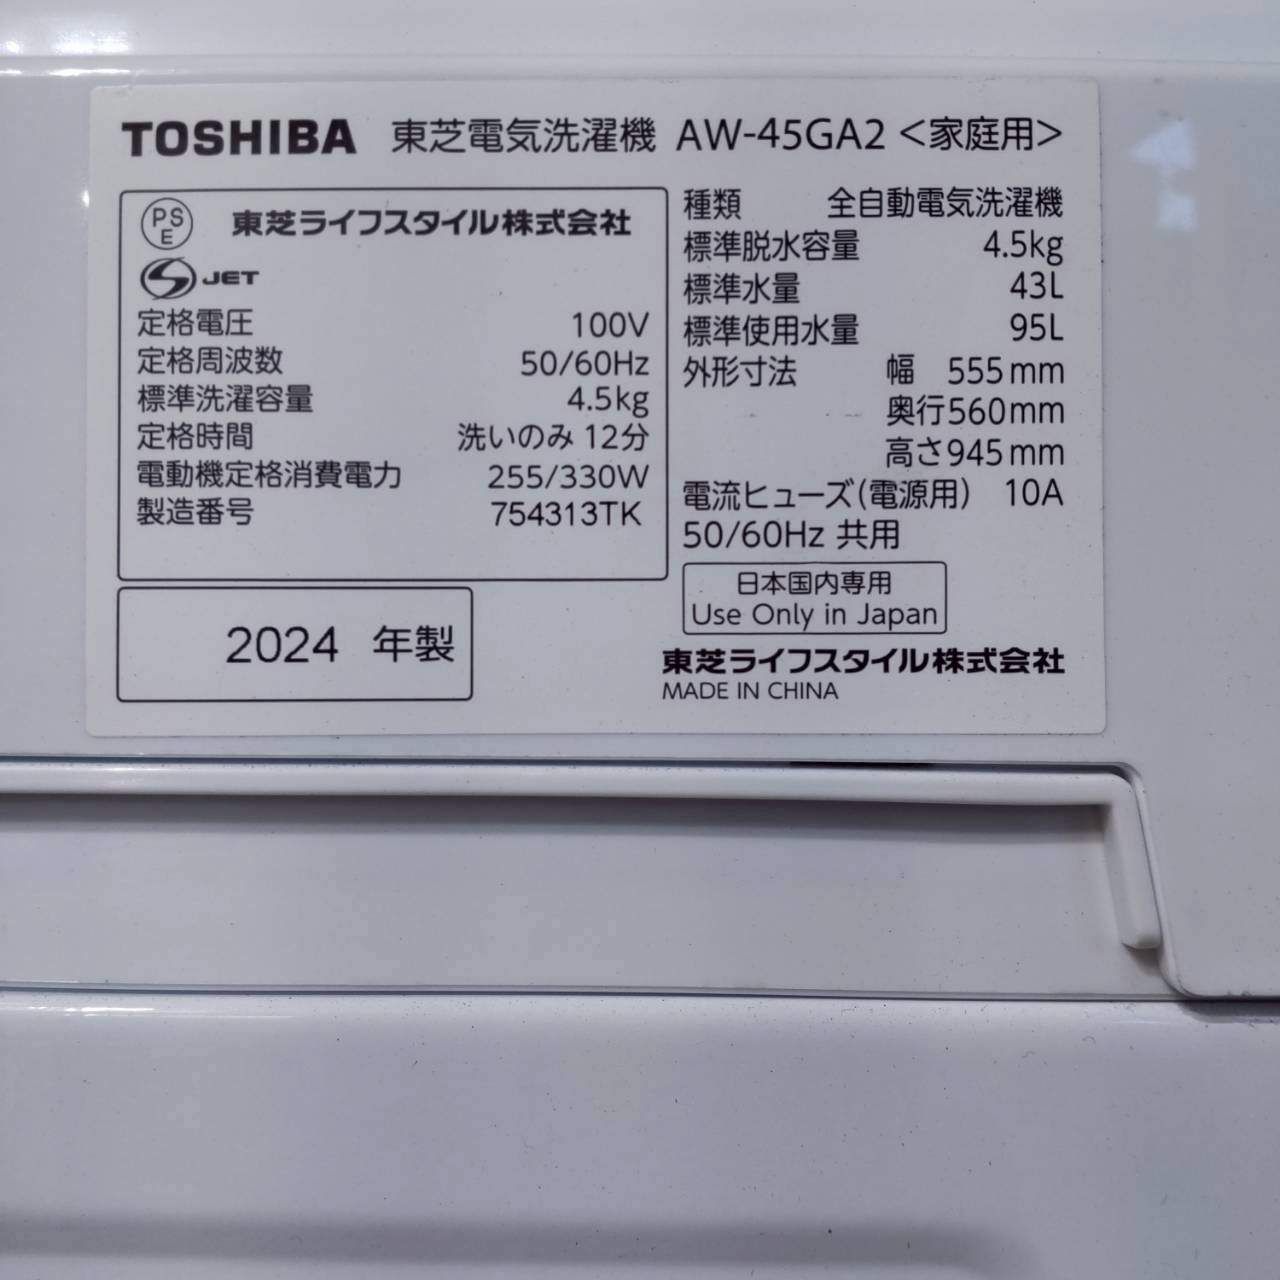 TOSHIBA 東芝電気洗濯機 AW-45GA2 <家庭用>
PSE 東芝ライフスタイル株式会社
S JET
定格電圧 100V
定格周波数 50/60Hz
標準洗濯容量 4.5kg
定格時間 洗いのみ 12分
電動機定格消費電力 255/330W
製造番号 754313TK
2024 年製
種類 全自動電気洗濯機
標準脱水容量 4.5kg
標準水量 43L
標準使用水量 95L
外形寸法 幅 555mm
奥行560mm
高さ945mm
電流ヒューズ(電源用) 10A
50/60Hz 共用
日本国内専用
Use Only in Japan
東芝ライフスタイル株式会社
MADE IN CHINA